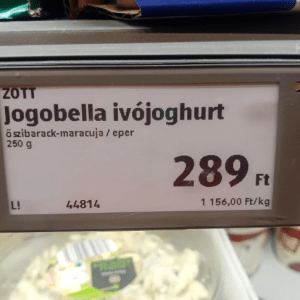 ZOTT
Jogobella ivójoghurt
őszibarack-maracuja / eper
250 g
289 Ft
L! 44814 1 156,00 Ft/kg